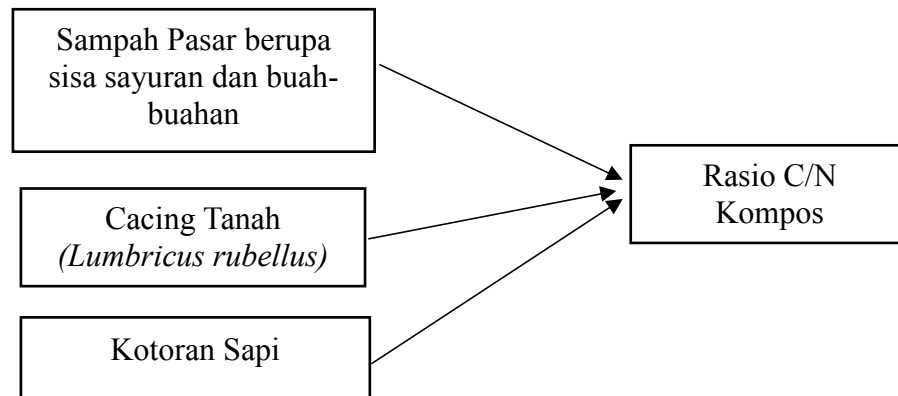 Sampah Pasar berupa
sisa sayuran dan buah-
buahan
Cacing Tanah
(Lumbricus rubellus)
Kotoran Sapi
Rasio C/N
Kompos